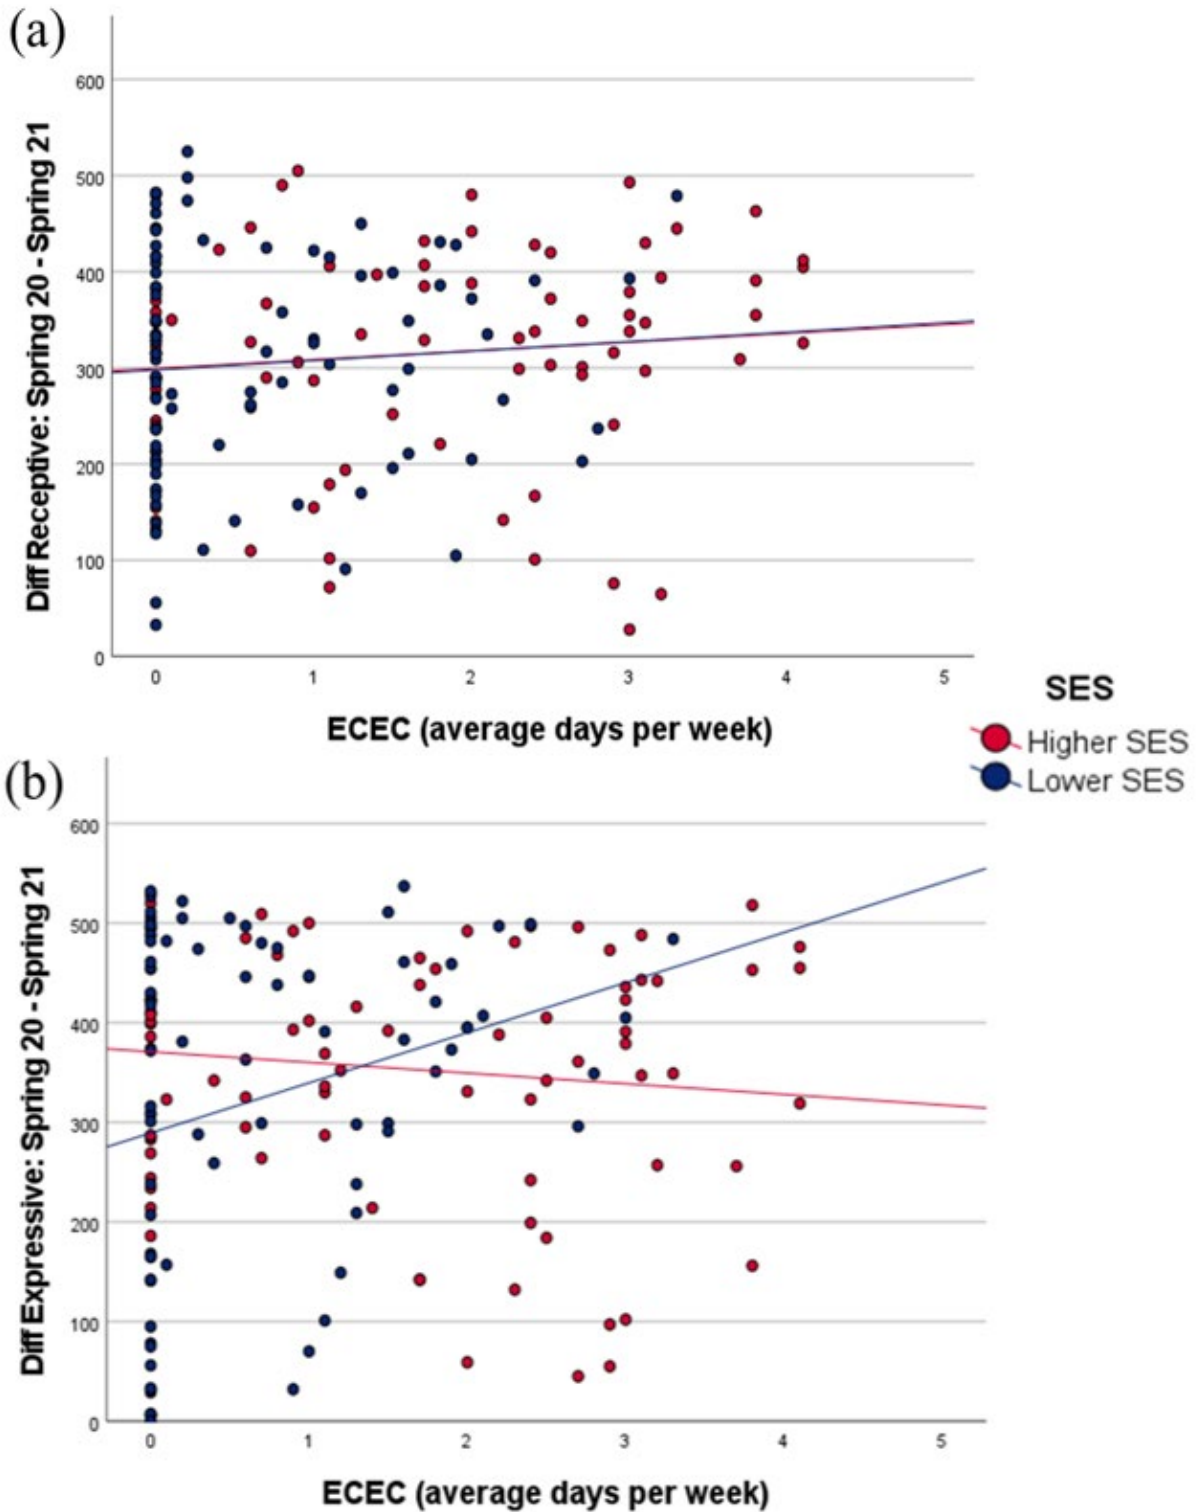 (a)
Diff Receptive: Spring 20 - Spring 21
600
500
400
300
200
100
0
0 1 2 3 4 5
ECEC (average days per week)
SES
Higher SES
Lower SES
(b)
Diff Expressive: Spring 20 - Spring 21
600
500
400
300
200
100
0
0 1 2 3 4 5
ECEC (average days per week)